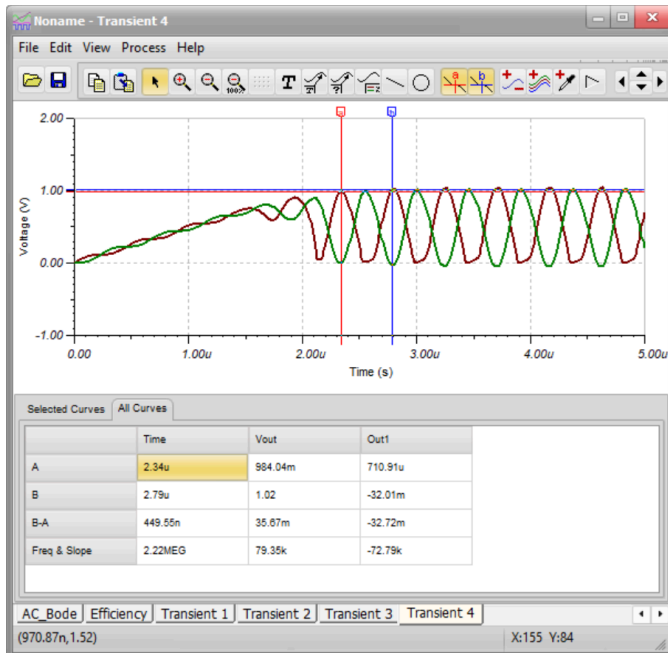 Noname - Transient 4
File Edit View Process Help
100%
T
a b
2.00
1.00
0.00
-1.00
Voltage (V)
0.00 1.00u 2.00u 3.00u 4.00u 5.00u
Time (s)
Selected Curves All Curves
Time Vout Out1
A 2.34u 984.04m 710.91u
B 2.79u 1.02 -32.01m
B-A 449.55n 35.67m -32.72m
Freq & Slope 2.22MEG 79.35k -72.79k
AC_Bode Efficiency Transient 1 Transient 2 Transient 3 Transient 4
(970.87n,1.52) X:155 Y:84